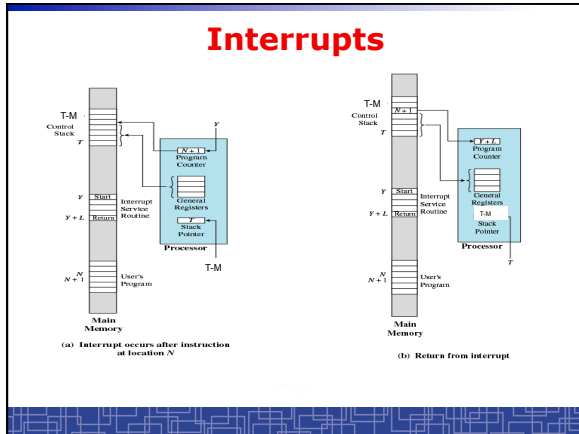 Interrupts
T-M
Control
Stack
T
Y
N + 1
Program
Counter
General
Registers
T
Stack
Pointer
Processor
T-M
Y
Start
Interrupt
Service
Routine
Y + L
Return
N
N + 1
User's
Program
Main
Memory
(a) Interrupt occurs after instruction
at location N
T-M
Control
Stack
N + 1
T
Y + L
Program
Counter
General
Registers
T-M
Stack
Pointer
Processor
T
Y
Start
Interrupt
Service
Routine
Y + L
Return
N
N + 1
User's
Program
Main
Memory
(b) Return from interrupt